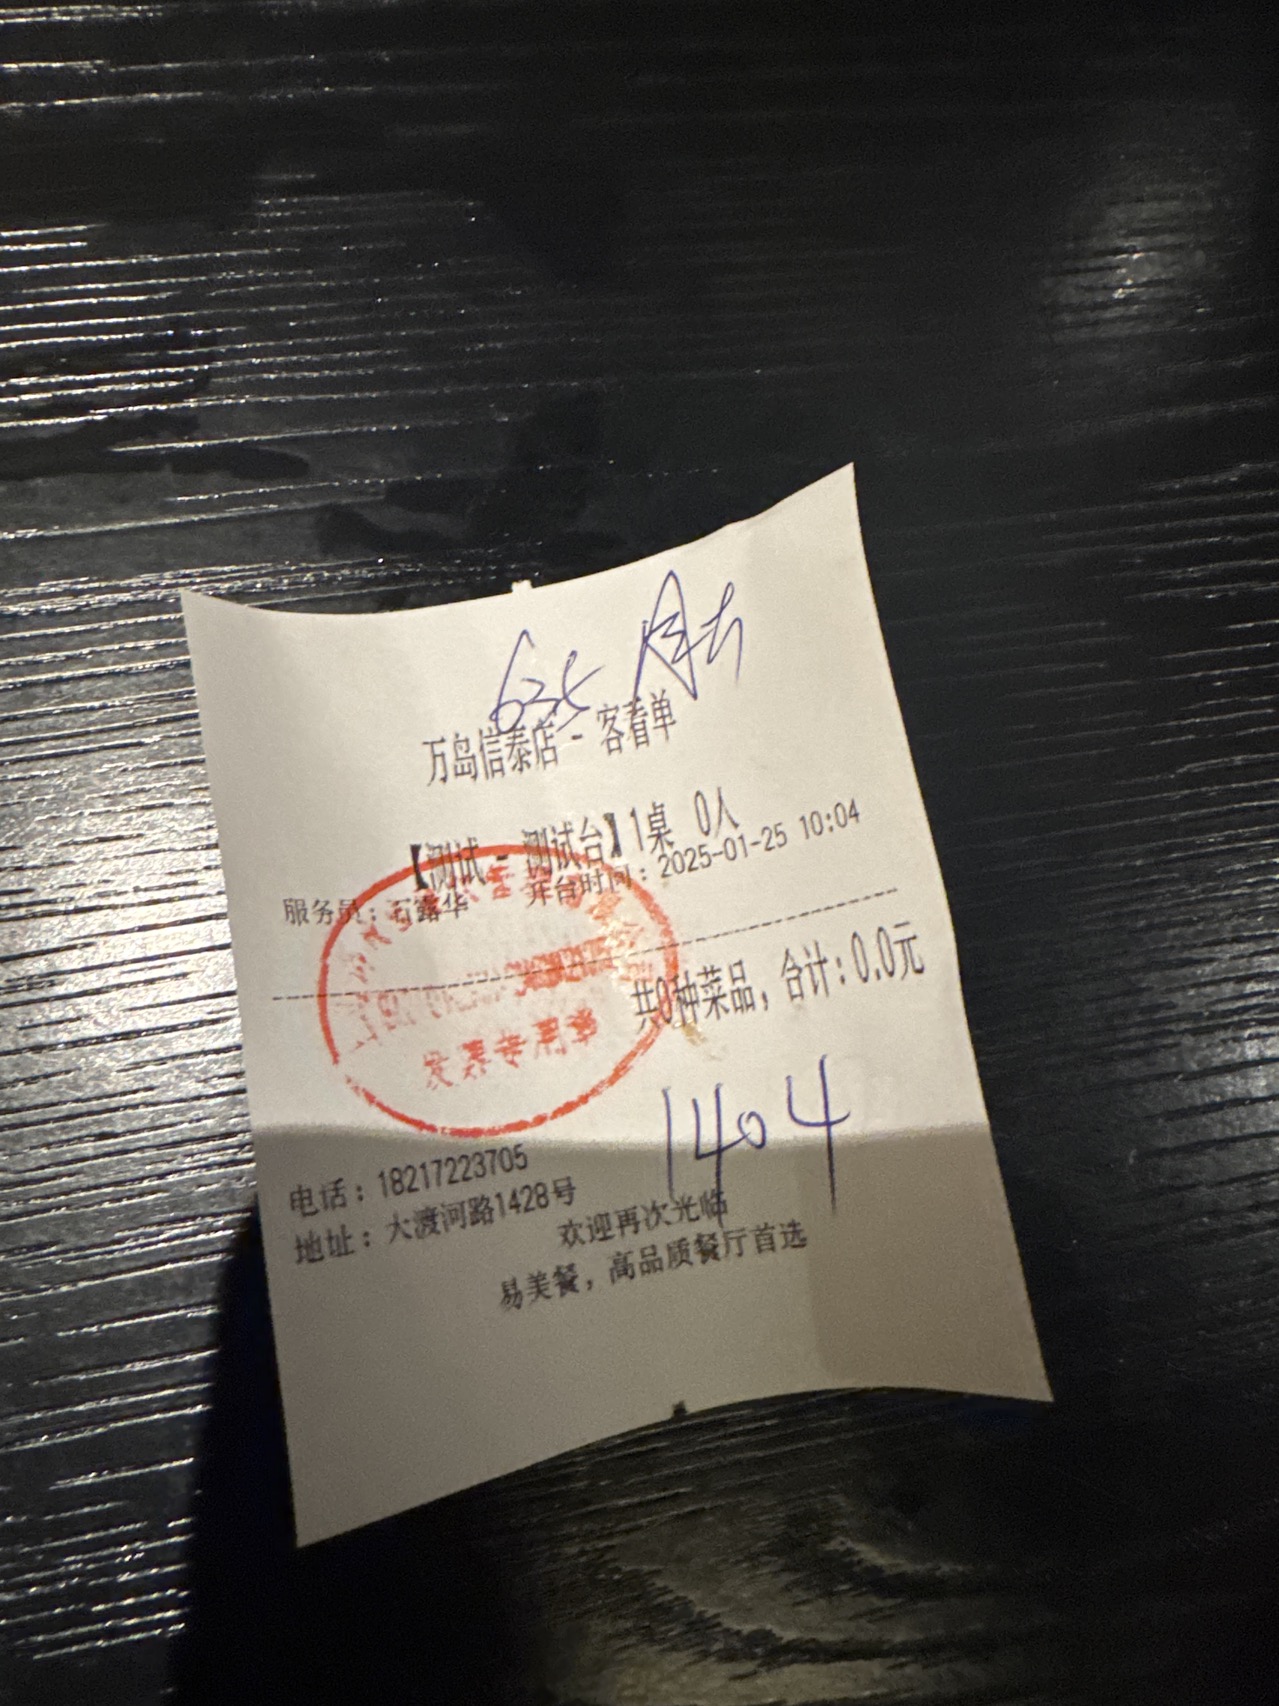 万岛信泰店 - 客看单
【测试 - 测试台】1桌 0人
服务员：石露华 开台时间：2025-01-25 10:04
共0种菜品，合计：0.0元
发票专用章
1404
电话：18217223705
地址：大渡河路1428号
欢迎再次光临
易美餐，高品质餐厅首选